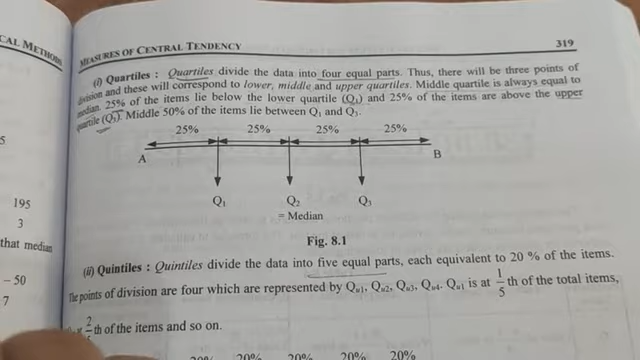 CAL METHODS
MEASURES OF CENTRAL TENDENCY 319
(i) Quartiles : Quartiles divide the data into four equal parts. Thus, there will be three points of
division and these will correspond to lower, middle and upper quartiles. Middle quartile is always equal to
median. 25% of the items lie below the lower quartile (Q₁) and 25% of the items are above the upper
quartile (Q₃). Middle 50% of the items lie between Q₁ and Q₃.
25% 25% 25% 25%
A B
Q₁ Q₂ Q₃
= Median
Fig. 8.1
(ii) Quintiles : Quintiles divide the data into five equal parts, each equivalent to 20 % of the items.
The points of division are four which are represented by Qu1, Qu2, Qu3, Qu4. Qu1 is at 1/5 th of the total items,
th of the items and so on.
20% 20% 20% 20% 20%
5
195
3
that median
– 50
7